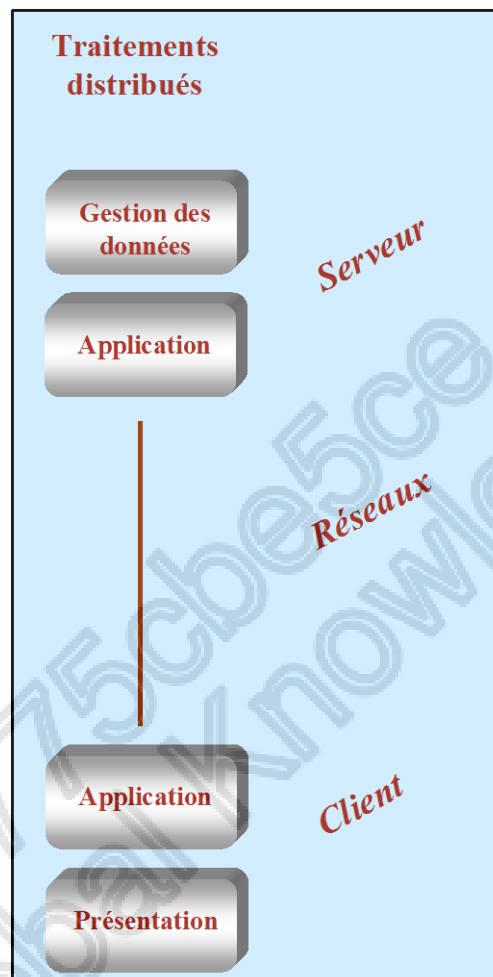 Traitements
distribués
Gestion des
données
Serveur
Application
Réseaux
Application
Client
Présentation